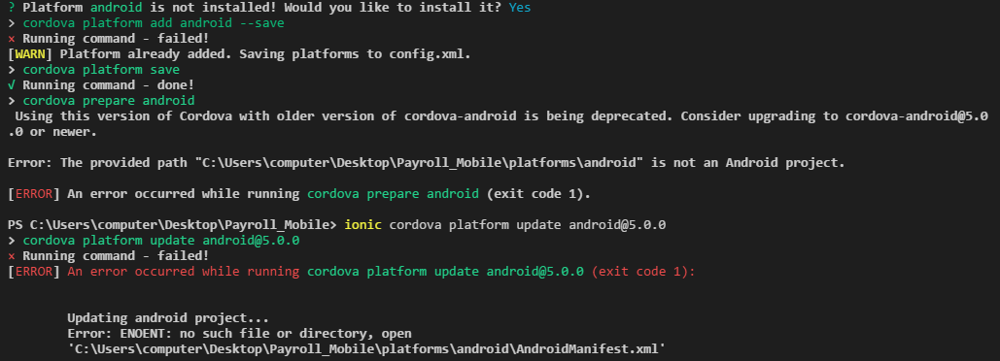 ? Platform android is not installed! Would you like to install it? Yes
> cordova platform add android --save
× Running command - failed!
[WARN] Platform already added. Saving platforms to config.xml.
> cordova platform save
√ Running command - done!
> cordova prepare android
Using this version of Cordova with older version of cordova-android is being deprecated. Consider upgrading to cordova-android@5.0
.0 or newer.
Error: The provided path "C:\Users\computer\Desktop\Payroll_Mobile\platforms\android" is not an Android project.
[ERROR] An error occurred while running cordova prepare android (exit code 1).
PS C:\Users\computer\Desktop\Payroll_Mobile> ionic cordova platform update android@5.0.0
> cordova platform update android@5.0.0
× Running command - failed!
[ERROR] An error occurred while running cordova platform update android@5.0.0 (exit code 1):
Updating android project...
Error: ENOENT: no such file or directory, open
'C:\Users\computer\Desktop\Payroll_Mobile\platforms\android\AndroidManifest.xml'